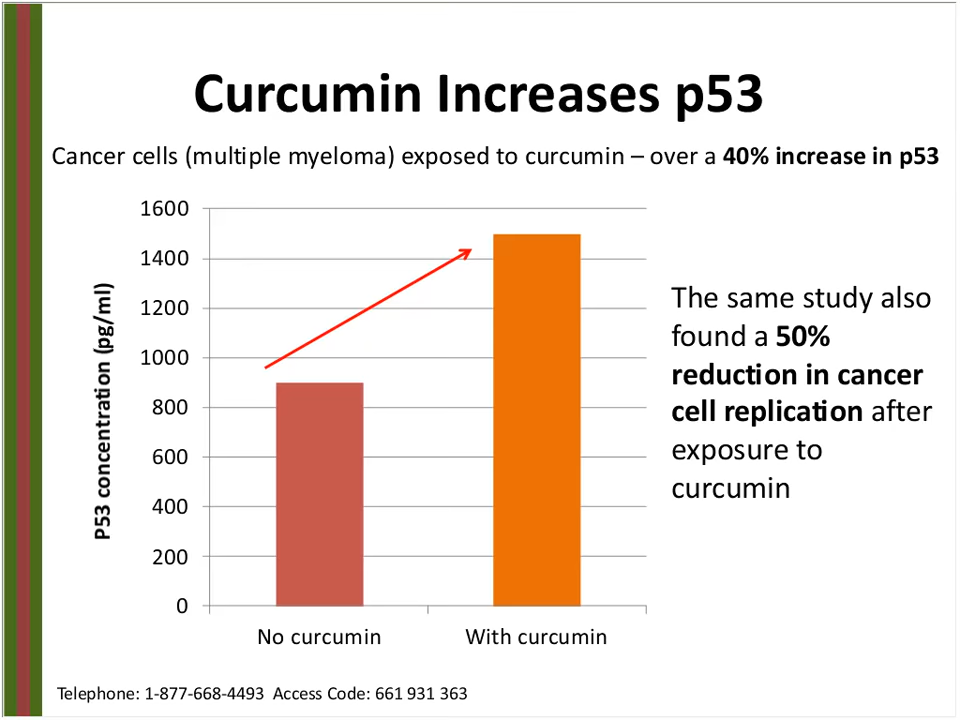 Curcumin Increases p53
Cancer cells (multiple myeloma) exposed to curcumin – over a 40% increase in p53
P53 concentration (pg/ml)
1600
1400
1200
1000
800
600
400
200
0
No curcumin
With curcumin
The same study also
found a 50%
reduction in cancer
cell replication after
exposure to
curcumin
Telephone: 1-877-668-4493 Access Code: 661 931 363